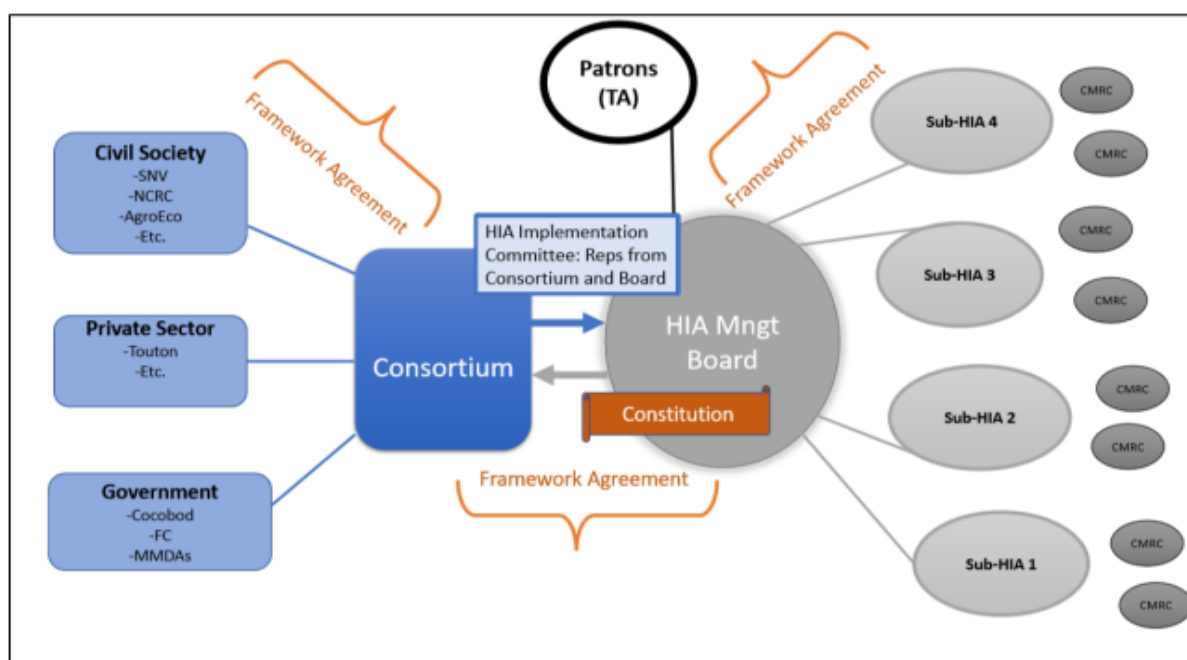 Patrons
(TA)
Framework Agreement
Framework Agreement
Civil Society
-SNV
-NCRC
-AgroEco
-Etc.
Private Sector
-Touton
-Etc.
Government
-Cocobod
-FC
-MMDAs
Consortium
HIA Implementation
Committee: Reps from
Consortium and Board
HIA Mngt
Board
Constitution
Framework Agreement
Sub-HIA 4
CMRC
CMRC
Sub-HIA 3
CMRC
CMRC
Sub-HIA 2
CMRC
CMRC
Sub-HIA 1
CMRC
CMRC